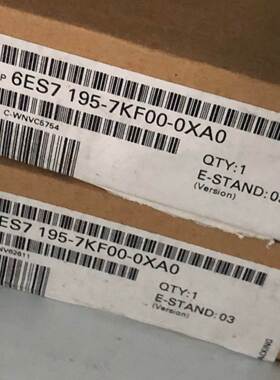 P 6ES7 195-7KF00-0XA0
C-WNVC5754
QTY:1
E-STAND:03
(Version)
6ES7 195-7KF00-0XA0
QTY:1
E-STAND:03
(Version)